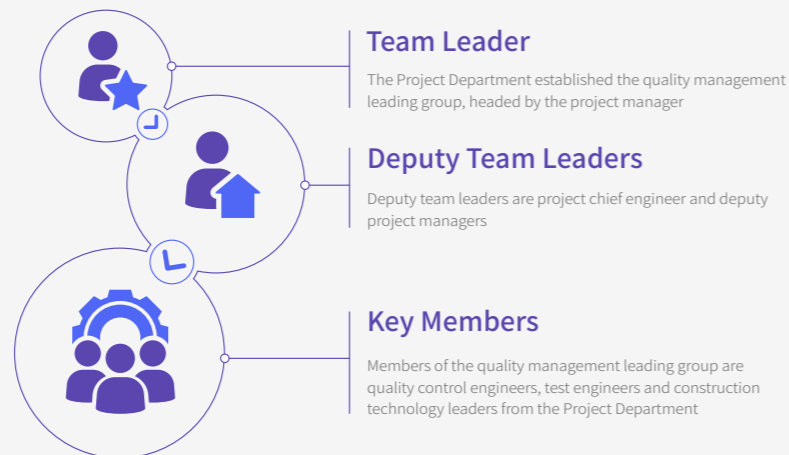 Team Leader
The Project Department established the quality management
leading group, headed by the project manager
Deputy Team Leaders
Deputy team leaders are project chief engineer and deputy
project managers
Key Members
Members of the quality management leading group are
quality control engineers, test engineers and construction
technology leaders from the Project Department